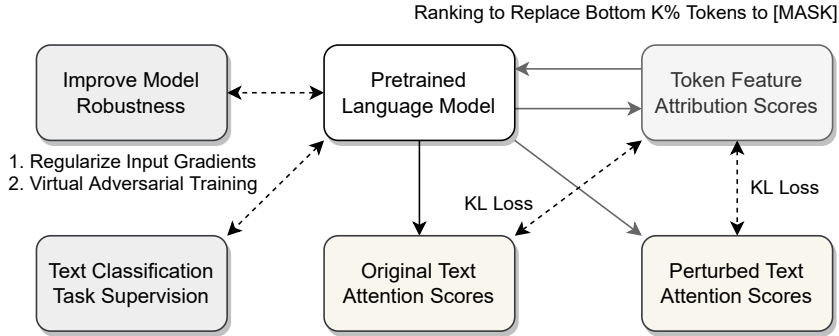 Ranking to Replace Bottom K% Tokens to [MASK]
Improve Model
Robustness
Pretrained
Language Model
Token Feature
Attribution Scores
1. Regularize Input Gradients
2. Virtual Adversarial Training
KL Loss
KL Loss
Text Classification
Task Supervision
Original Text
Attention Scores
Perturbed Text
Attention Scores